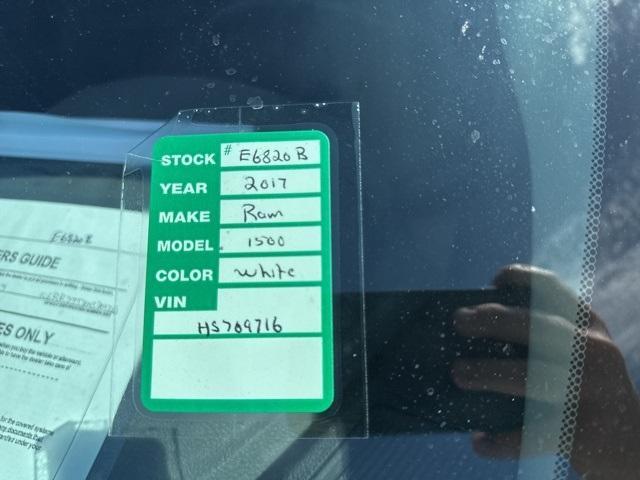 STOCK # E6820B
YEAR 2017
MAKE Ram
MODEL 1500
COLOR white
VIN
HS709716
E6820B
ERS GUIDE
ES ONLY